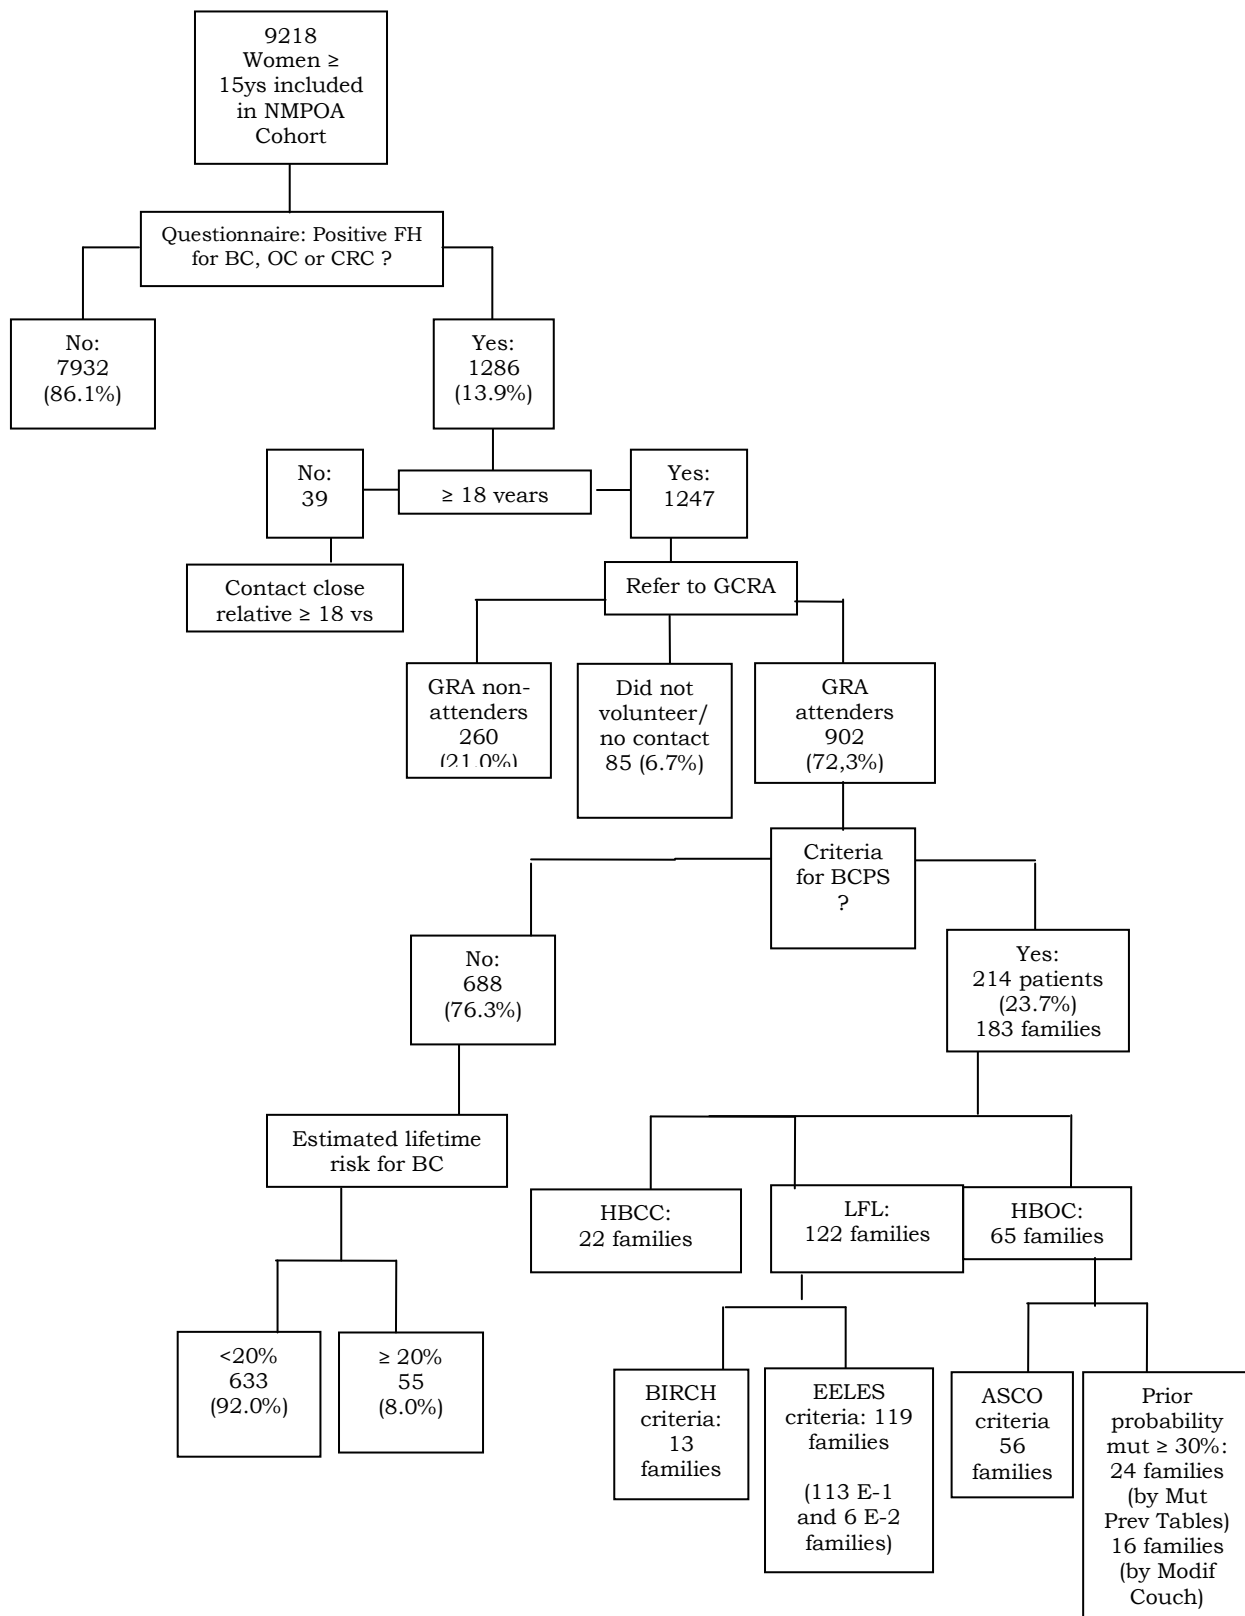 9218
Women ≥
15ys included
in NMPOA
Cohort
Questionnaire: Positive FH
for BC, OC or CRC ?
No:
7932
(86.1%)
Yes:
1286
(13.9%)
No:
39
≥ 18 years
Yes:
1247
Contact close
relative ≥ 18 vs
Refer to GCRA
GRA non-
attenders
260
(21.0%)
Did not
volunteer/
no contact
85 (6.7%)
GRA
attenders
902
(72,3%)
Criteria
for BCPS
?
No:
688
(76.3%)
Yes:
214 patients
(23.7%)
183 families
Estimated lifetime
risk for BC
HBCC:
22 families
LFL:
122 families
HBOC:
65 families
<20%
633
(92.0%)
≥ 20%
55
(8.0%)
BIRCH
criteria:
13
families
EELES
criteria: 119
families
(113 E-1
and 6 E-2
families)
ASCO
criteria
56
families
Prior
probability
mut ≥ 30%:
24 families
(by Mut
Prev Tables)
16 families
(by Modif
Couch)